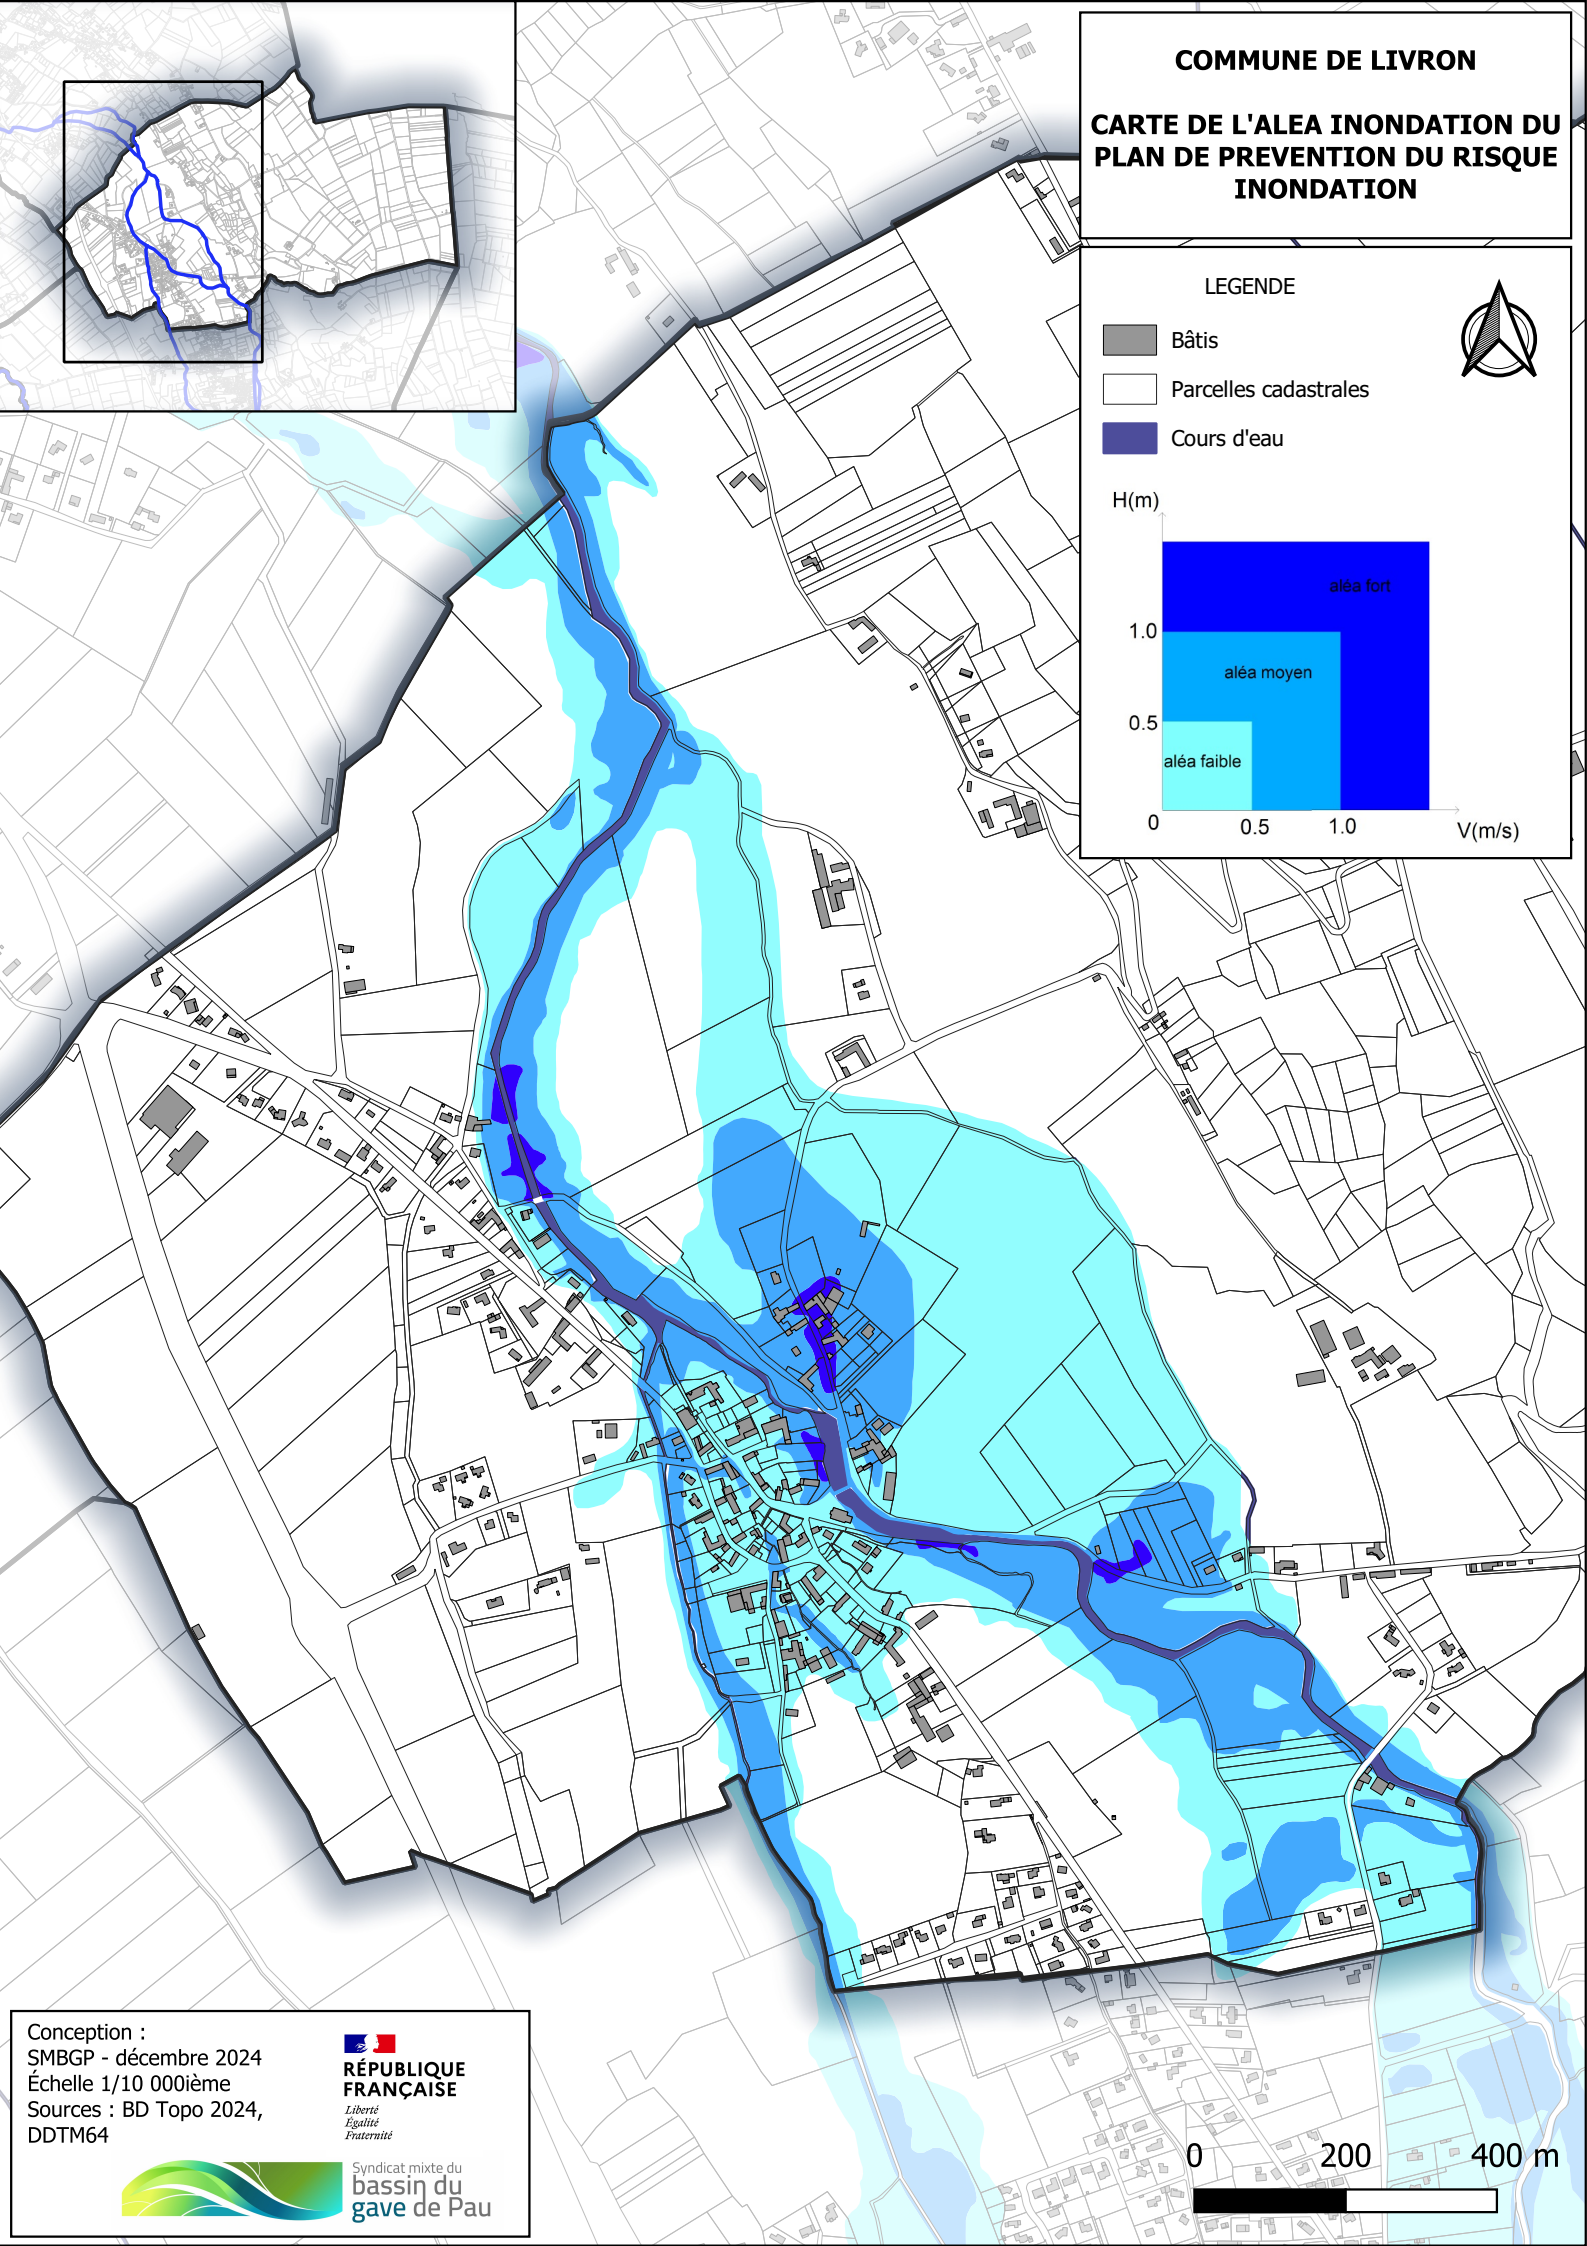 COMMUNE DE LIVRON
CARTE DE L'ALEA INONDATION DU
PLAN DE PREVENTION DU RISQUE
INONDATION
LEGENDE
Bâtis
Parcelles cadastrales
Cours d'eau
H(m)
aléa fort
1.0
aléa moyen
0.5
aléa faible
0
0.5
1.0
V(m/s)
Conception :
SMBGP - décembre 2024
Échelle 1/10 000ième
Sources : BD Topo 2024,
DDTM64
RÉPUBLIQUE
FRANÇAISE
Liberté
Égalité
Fraternité
Syndicat mixte du
bassin du
gave de Pau
0 200 400 m